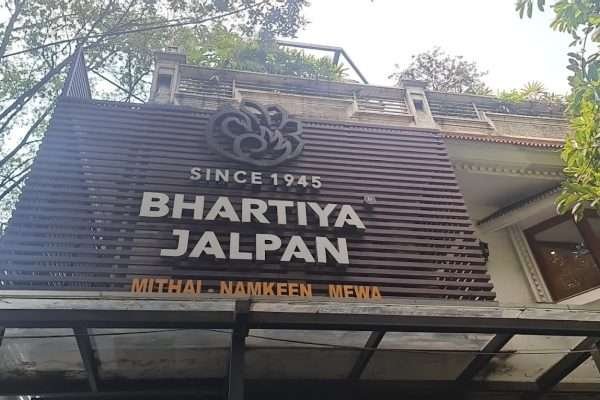 SINCE 1945
BHARTIYA
JALPAN
MITHAI - NAMKEEN MEWA